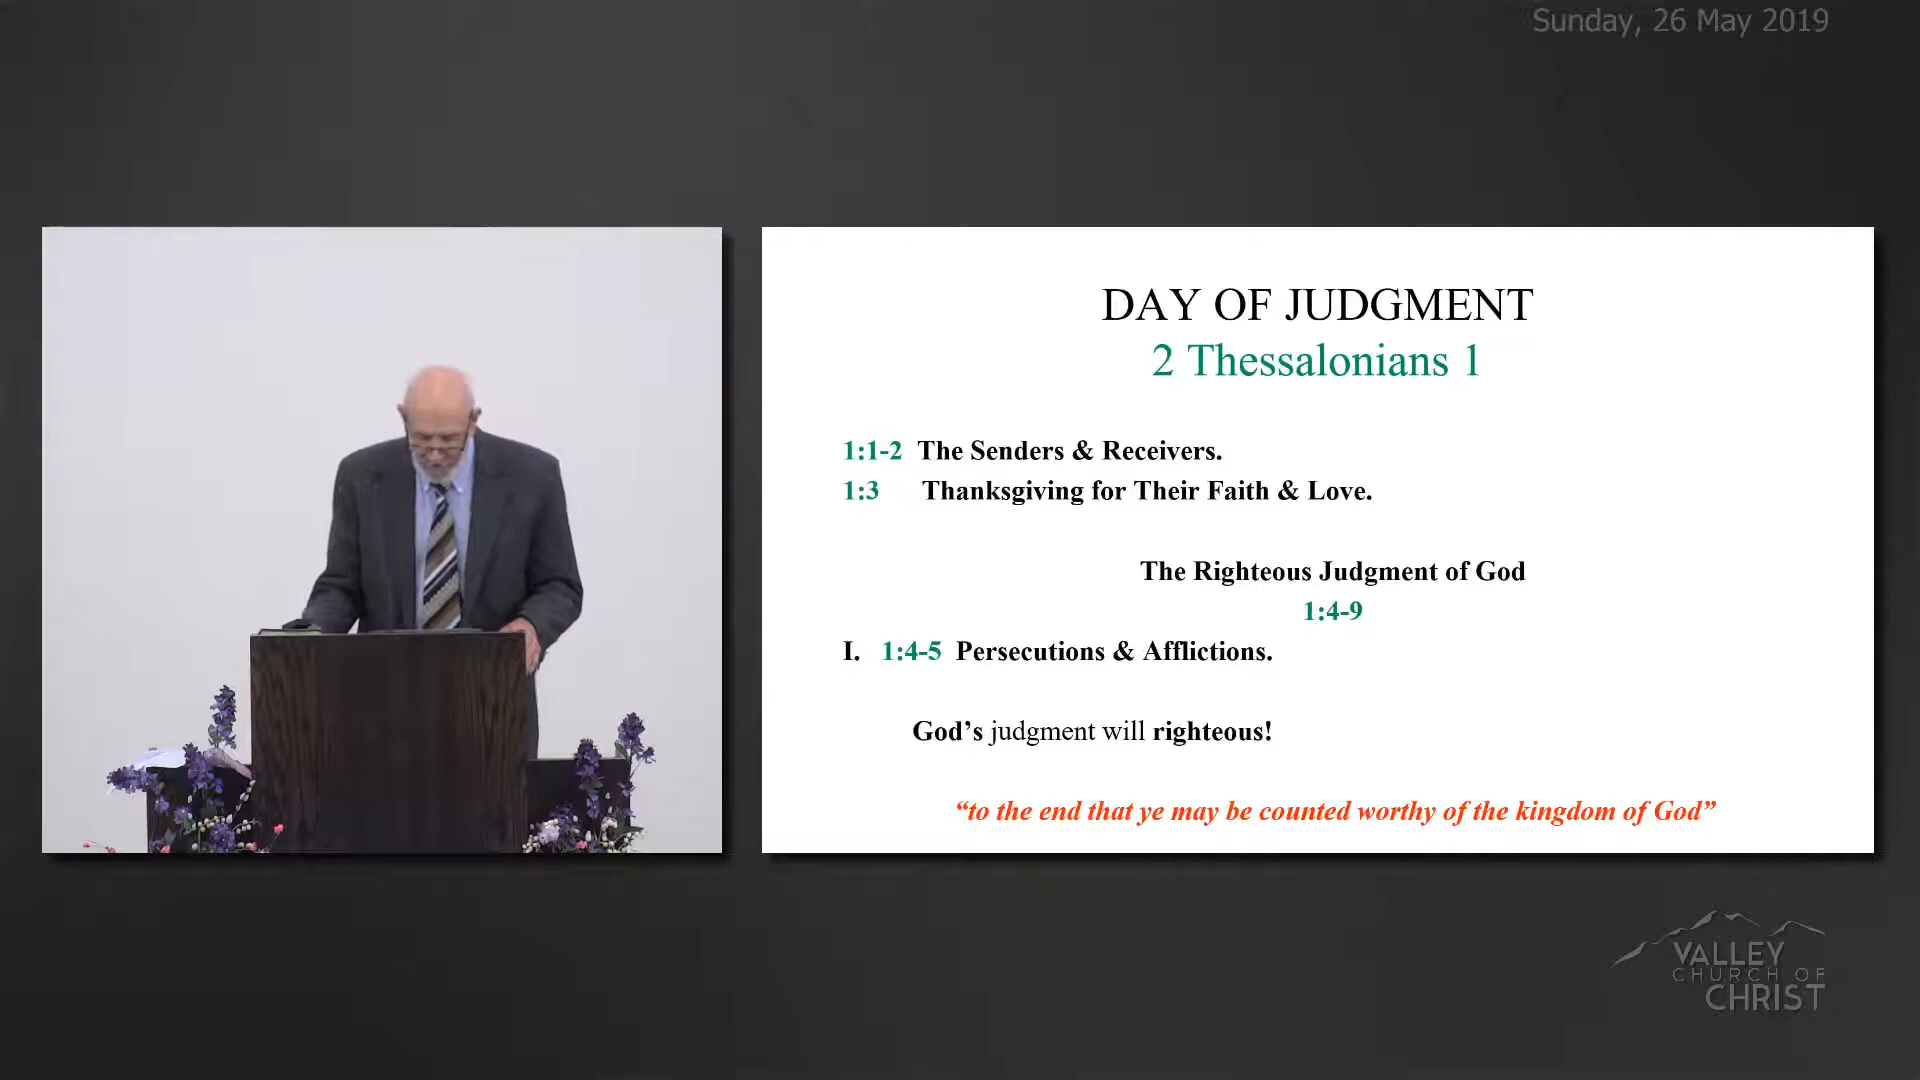 Sunday, 26 May 2019
DAY OF JUDGMENT
2 Thessalonians 1
1:1-2 The Senders & Receivers.
1:3 Thanksgiving for Their Faith & Love.
The Righteous Judgment of God
1:4-9
I. 1:4-5 Persecutions & Afflictions.
God’s judgment will righteous!
“to the end that ye may be counted worthy of the kingdom of God”
VALLEY
CHURCH OF
CHRIST